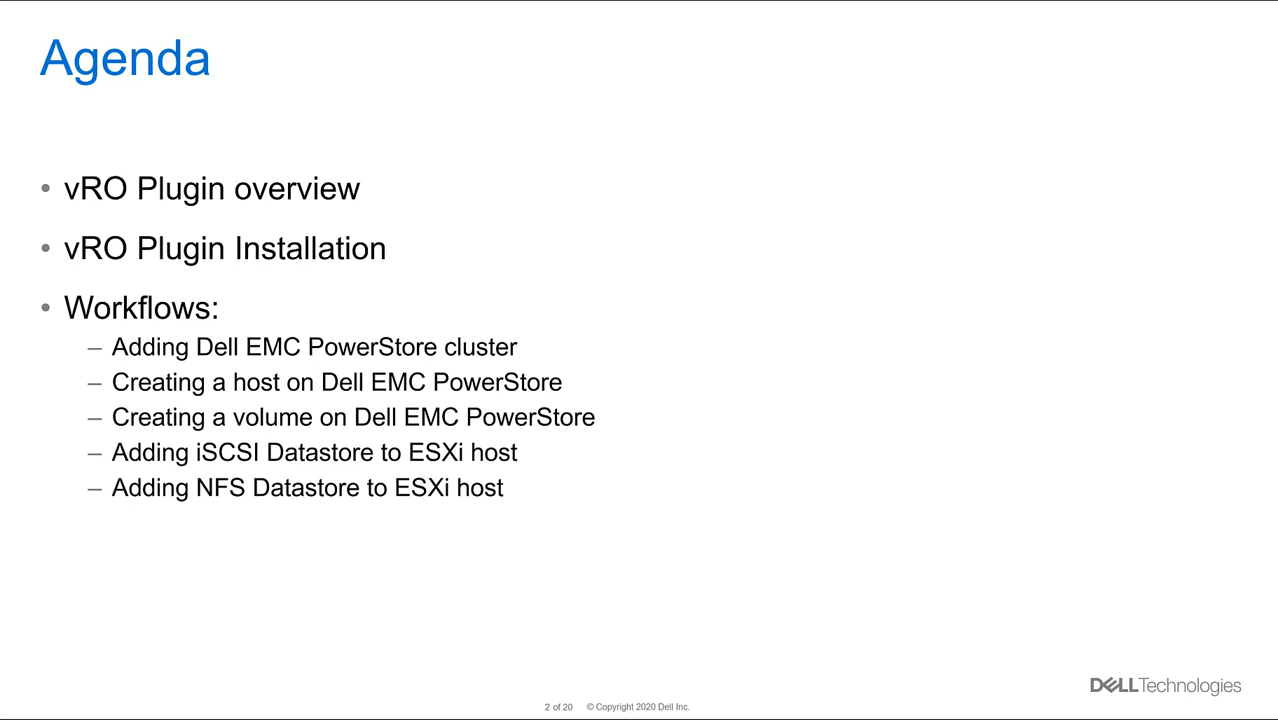 Agenda
• vRO Plugin overview
• vRO Plugin Installation
• Workflows:
– Adding Dell EMC PowerStore cluster
– Creating a host on Dell EMC PowerStore
– Creating a volume on Dell EMC PowerStore
– Adding iSCSI Datastore to ESXi host
– Adding NFS Datastore to ESXi host
DELLTechnologies
2 of 20 © Copyright 2020 Dell Inc.